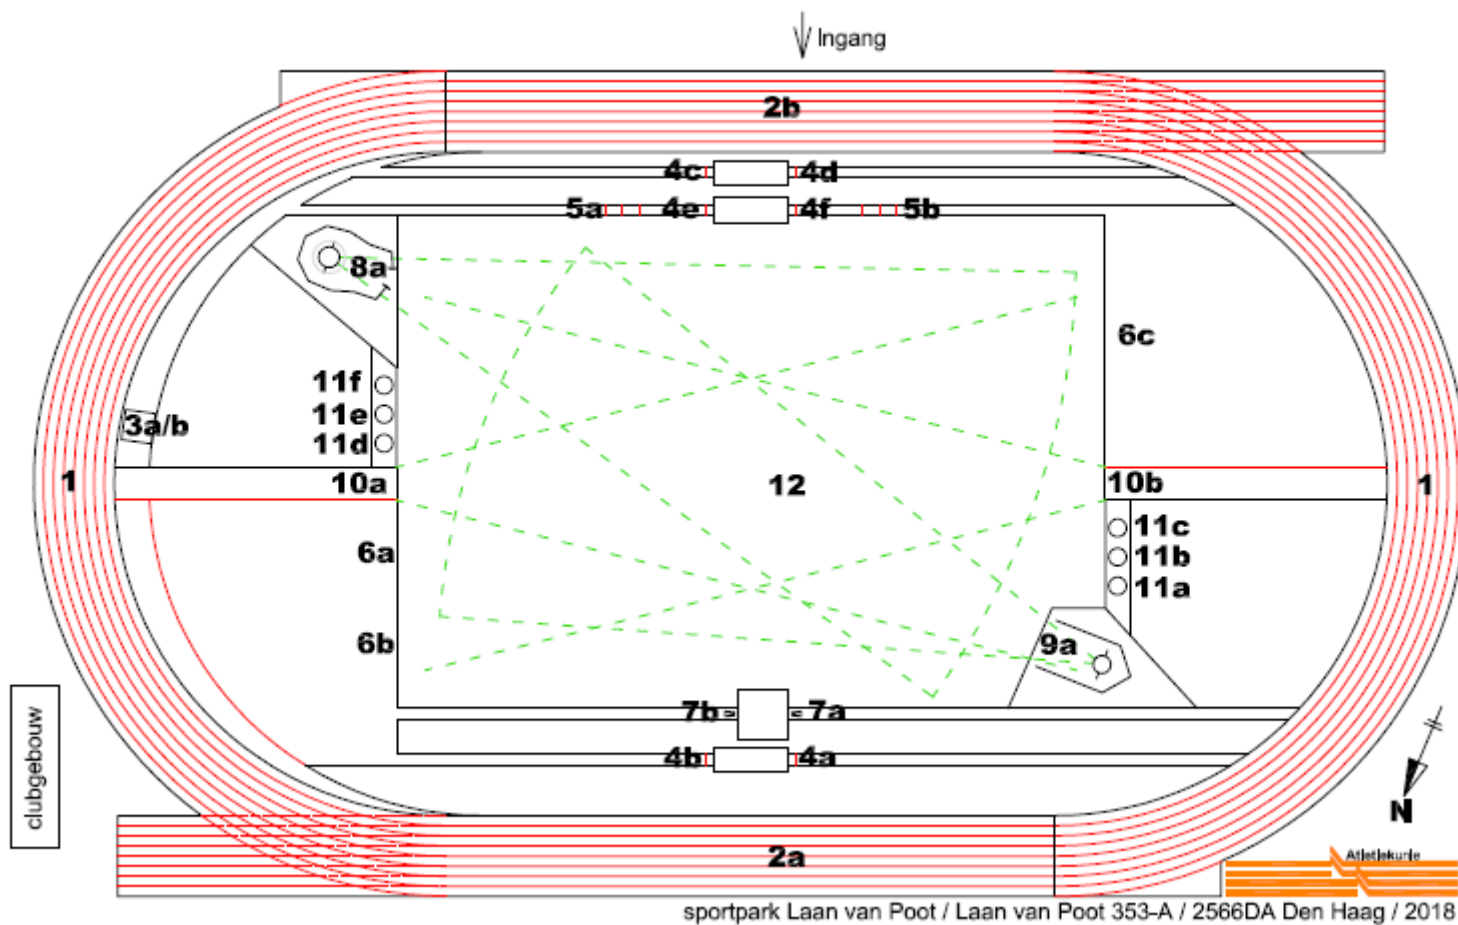 Ingang
2b
4c 4d
5a 4e 4f 5b
8a
6c
11f
11e
3a/b
11d
1 10a 12 10b 1
11c
6a 11b
11a
6b 9a
7b 7a
4b 4a
clubgebouw
N
2a
Atletiekunie
sportpark Laan van Poot / Laan van Poot 353-A / 2566DA Den Haag / 2018